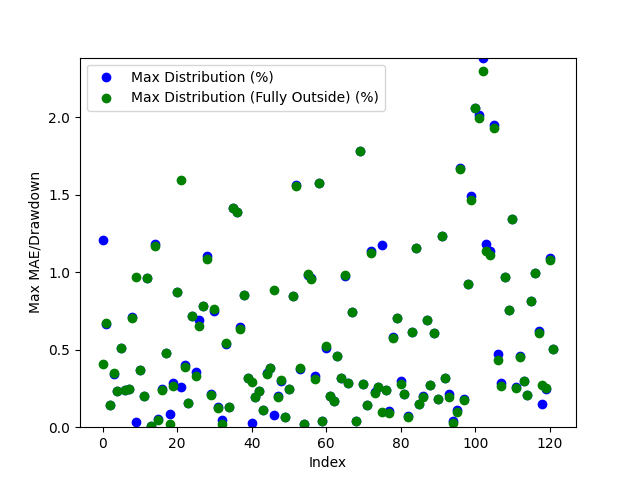 Max Distribution (%)
Max Distribution (Fully Outside) (%)
Max MAE/Drawdown
2.0
1.5
1.0
0.5
0.0
0 20 40 60 80 100 120
Index